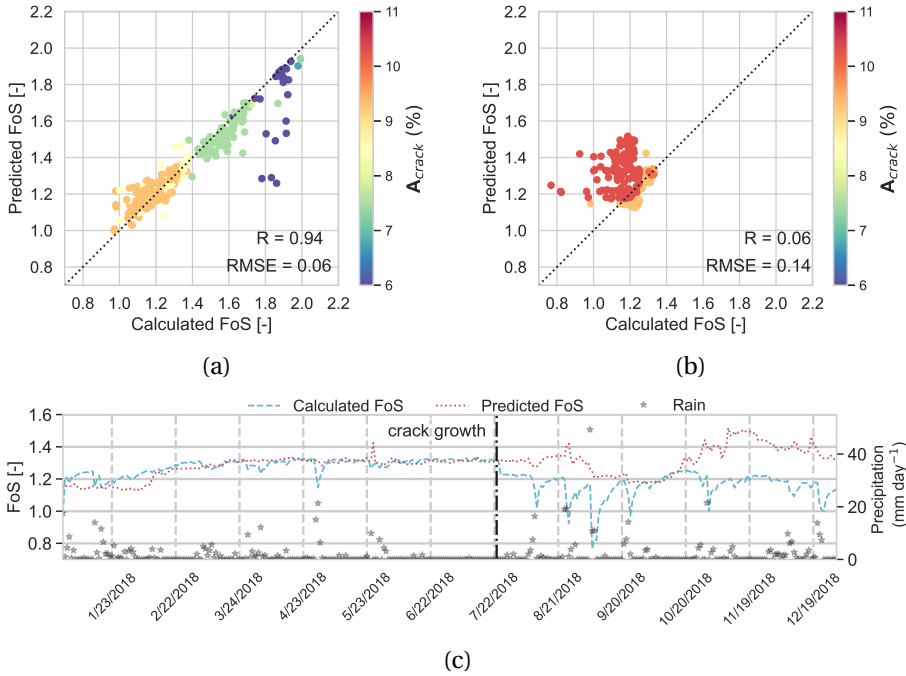 2.2
2.0
1.8
1.6
1.4
1.2
1.0
0.8
Predicted FoS [-]
0.8 1.0 1.2 1.4 1.6 1.8 2.0 2.2
Calculated FoS [-]
R = 0.94
RMSE = 0.06
11
10
9
8
7
6
A_crack (%)
(a)
2.2
2.0
1.8
1.6
1.4
1.2
1.0
0.8
Predicted FoS [-]
0.8 1.0 1.2 1.4 1.6 1.8 2.0 2.2
Calculated FoS [-]
R = 0.06
RMSE = 0.14
11
10
9
8
7
6
A_crack (%)
(b)
Calculated FoS Predicted FoS Rain
crack growth
1.6
1.4
1.2
1.0
0.8
FoS [-]
40
20
0
Precipitation
(mm day⁻¹)
1/23/2018 2/22/2018 3/24/2018 4/23/2018 5/23/2018 6/22/2018 7/22/2018 8/21/2018 9/20/2018 10/20/2018 11/19/2018 12/19/2018
(c)